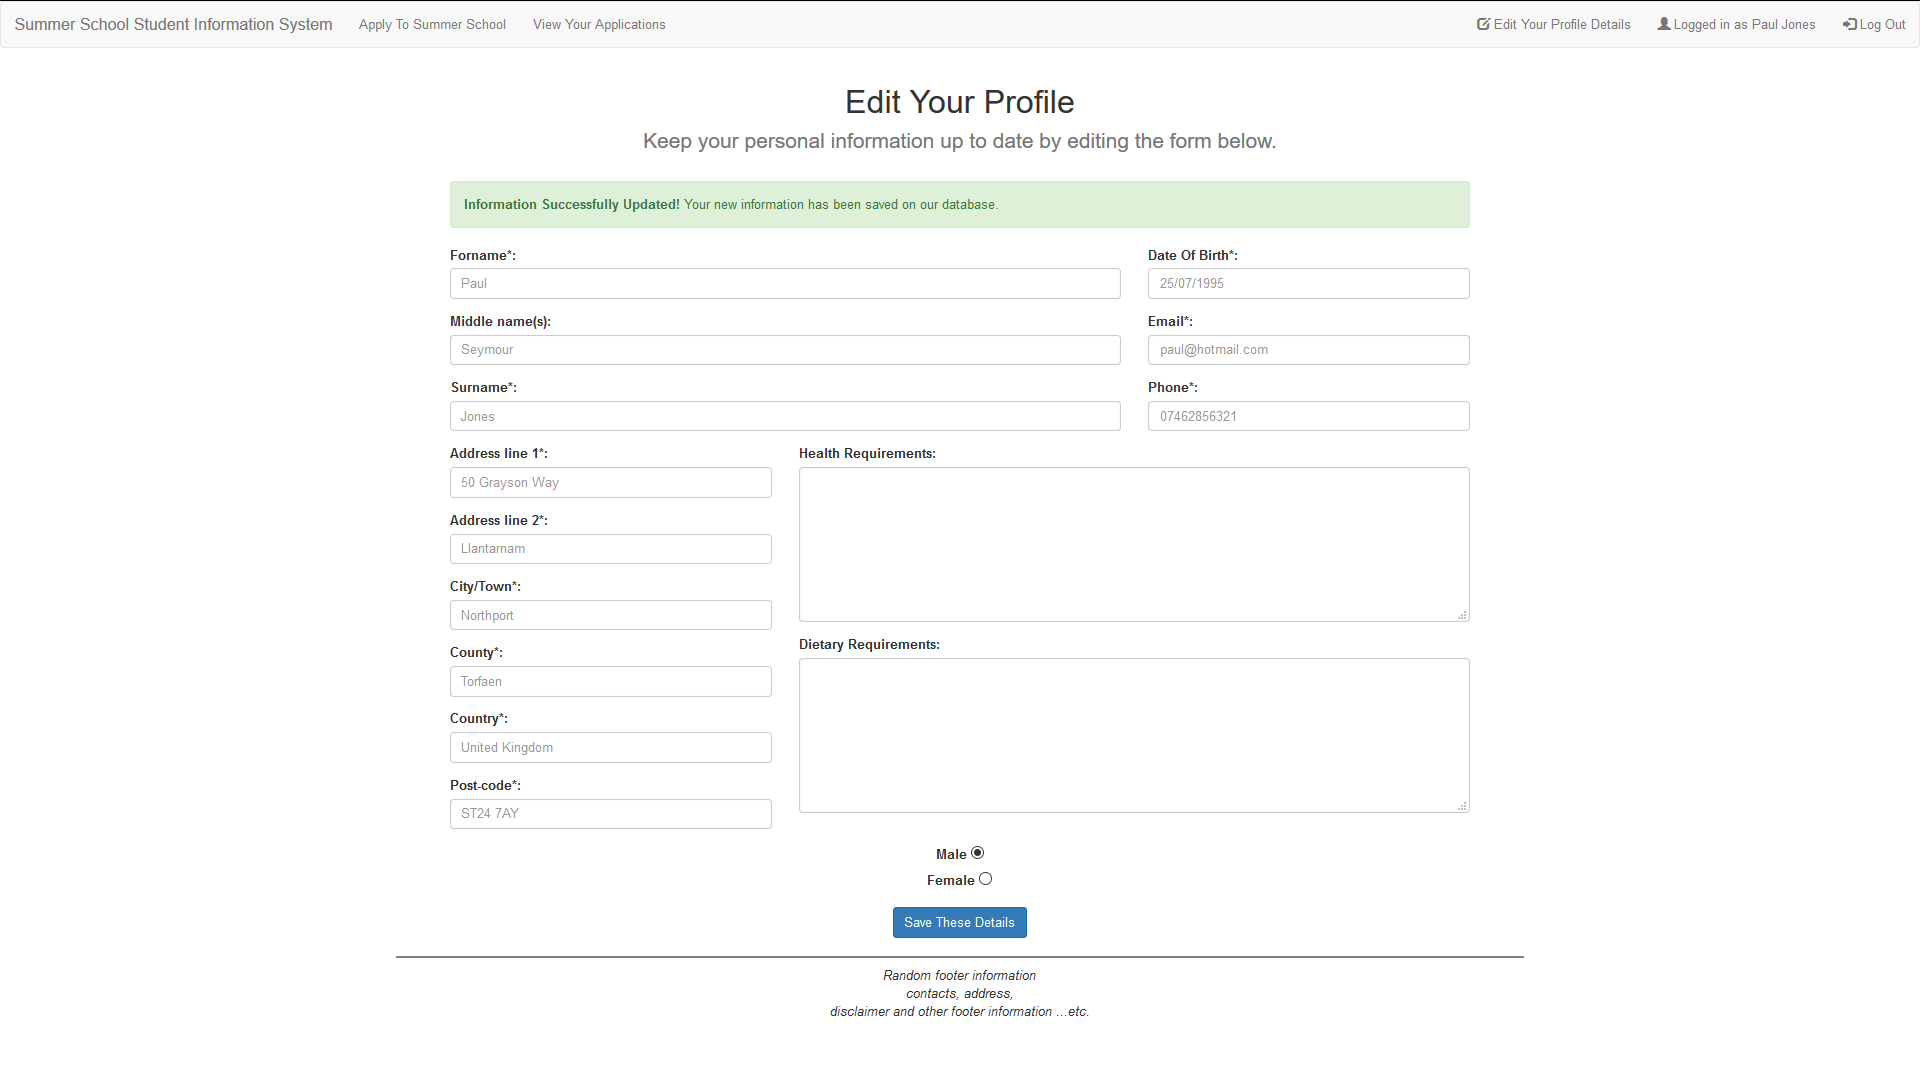 Summer School Student Information System Apply To Summer School View Your Applications Edit Your Profile Details Logged in as Paul Jones Log Out
Edit Your Profile
Keep your personal information up to date by editing the form below.
Information Successfully Updated! Your new information has been saved on our database.
Forname*: Date Of Birth*:
Paul 25/07/1995
Middle name(s): Email*:
Seymour paul@hotmail.com
Surname*: Phone*:
Jones 07462856321
Address line 1*: Health Requirements:
50 Grayson Way
Address line 2*:
Llantarnam
City/Town*:
Northport
County*: Dietary Requirements:
Torfaen
Country*:
United Kingdom
Post-code*:
ST24 7AY
Male
Female
Save These Details
Random footer information
contacts, address,
disclaimer and other footer information ...etc.